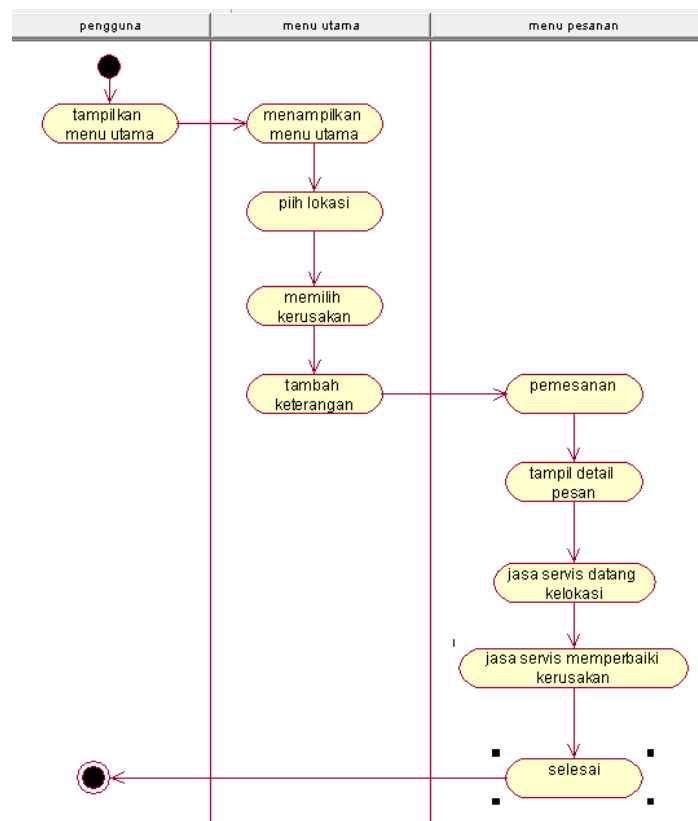 pengguna
menu utama
menu pesanan
tampilkan
menu utama
menampilkan
menu utama
piih lokasi
memilih
kerusakan
tambah
keterangan
pemesanan
tampil detail
pesan
jasa servis datang
kelokasi
jasa servis memperbaiki
kerusakan
selesai